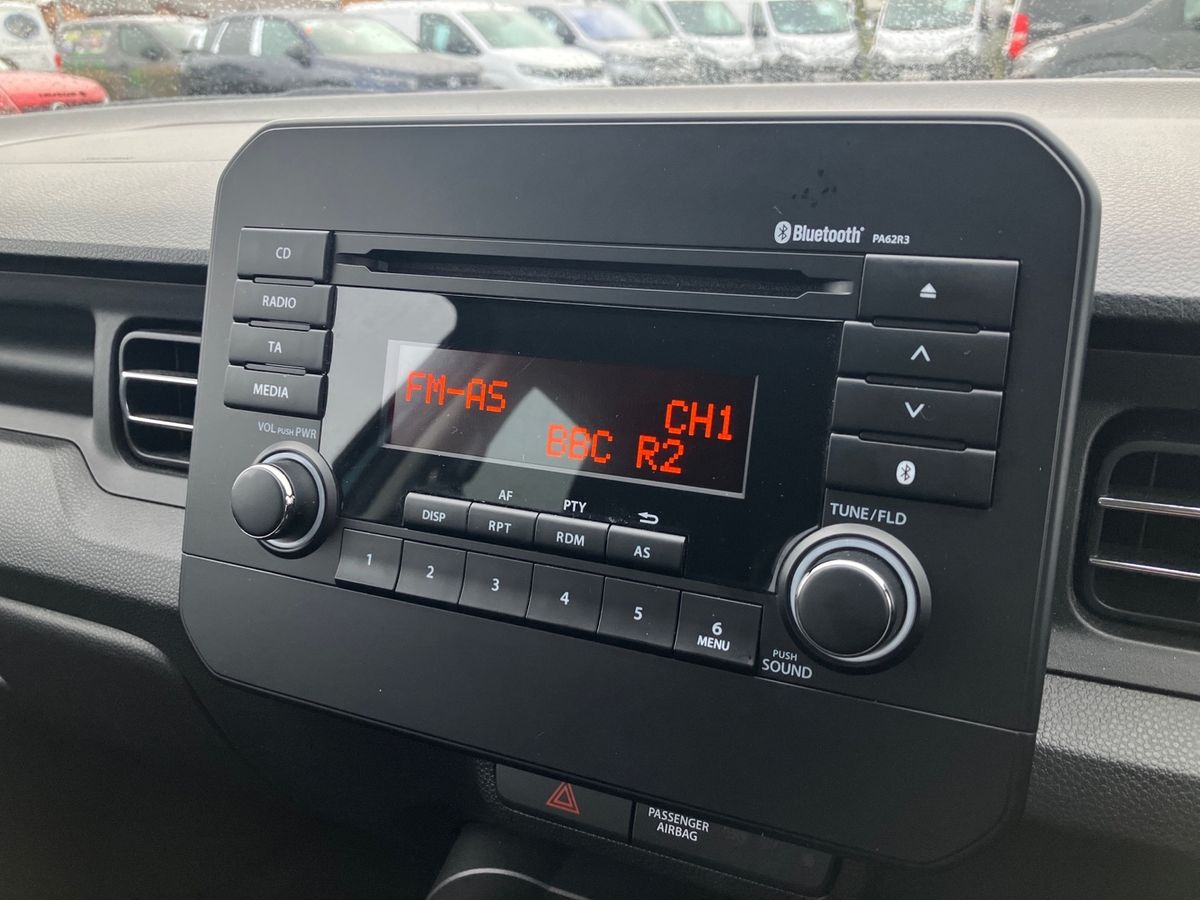 Bluetooth® PA62R3
CD
RADIO
TA
MEDIA
VOL PUSH PWR
FM-AS
CH1
BBC R2
TUNE/FLD
AF
PTY
DISP
RPT
RDM
AS
1
2
3
4
5
6
MENU
PUSH
SOUND
PASSENGER
AIRBAG